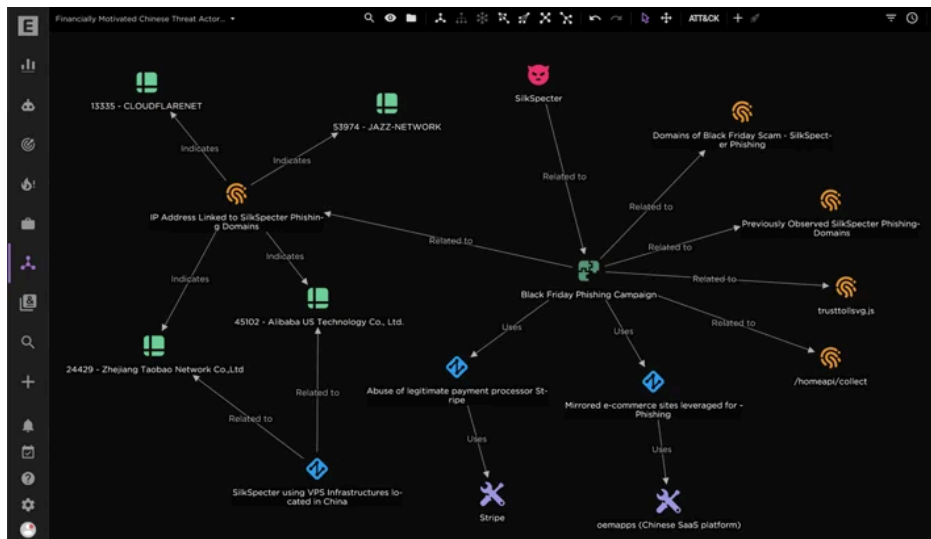 E
Financially Motivated Chinese Threat Actor...
ATT&CK
13335 - CLOUDFLARENET
53974 - JAZZ-NETWORK
SilkSpecter
Domains of Black Friday Scam - SilkSpect-
er Phishing
Indicates
Indicates
Related to
IP Address Linked to SilkSpecter Phishin-
g Domains
Related to
Previously Observed SilkSpecter Phishing-
Domains
Related to
Related to
Indicates
Indicates
Related to
Black Friday Phishing Campaign
45102 - Alibaba US Technology Co., Ltd.
trusttollsvg.js
Uses
Uses
Related to
24429 - Zhejiang Taobao Network Co.,Ltd
Related to
Related to
Abuse of legitimate payment processor St-
ripe
Mirrored e-commerce sites leveraged for -
Phishing
/homeapi/collect
Uses
Uses
SilkSpecter using VPS Infrastructures lo-
cated in China
Stripe
oemapps (Chinese SaaS platform)